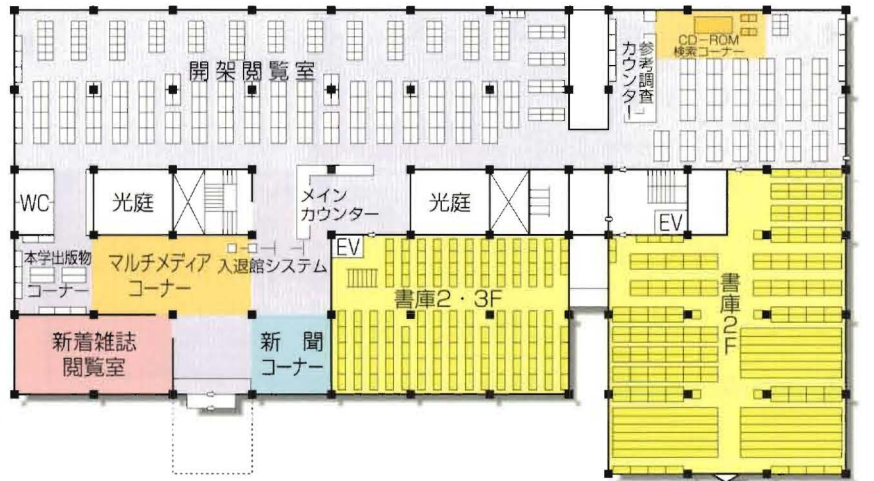 開架閲覧室
参考調査
カウンター
CD-ROM
検索コーナー
WC
光庭
メイン
カウンター
光庭
EV
本学出版物
コーナー
マルチメディア
コーナー
入退館システム
EV
書庫2・3F
書庫2F
新着雑誌
閲覧室
新聞
コーナー